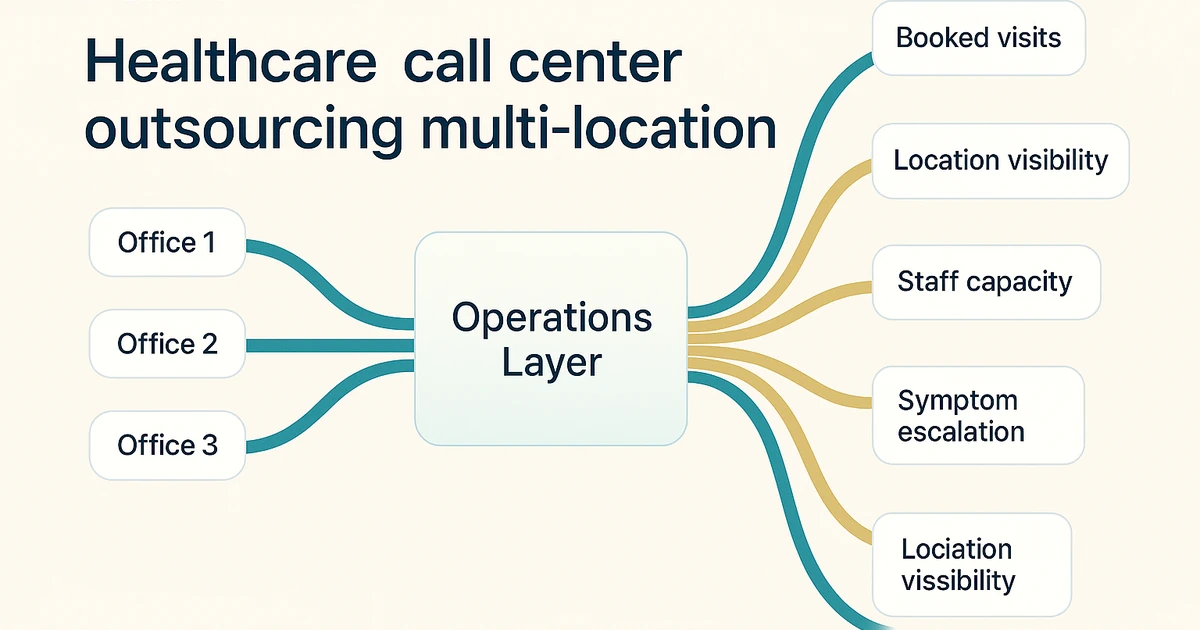 Healthcare call center
outsourcing multi-location
Office 1
Office 2
Office 3
Operations
Layer
Booked visits
Location visibility
Staff capacity
Symptom
escalation
Lociation
vissibility